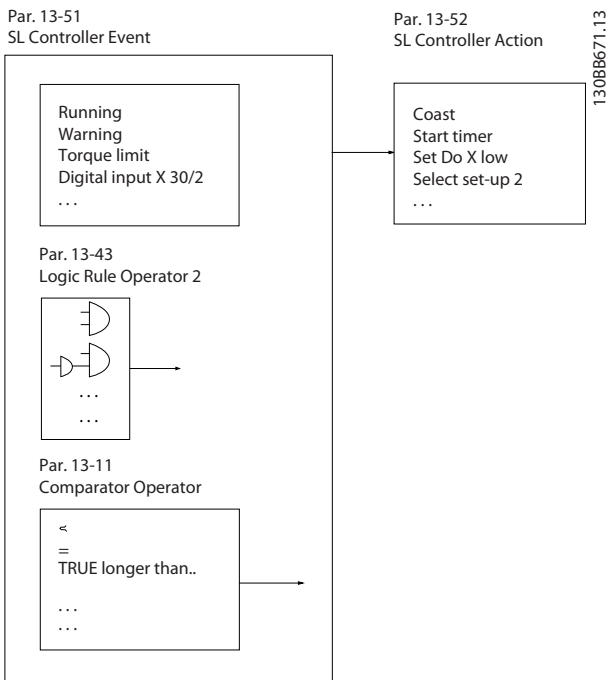 Par. 13-51
SL Controller Event
Par. 13-52
SL Controller Action
130BB671.13
Running
Warning
Torque limit
Digital input X 30/2
. . .
Coast
Start timer
Set Do X low
Select set-up 2
. . .
Par. 13-43
Logic Rule Operator 2
. . .
. . .
Par. 13-11
Comparator Operator
<
=
TRUE longer than..
. . .
. . .